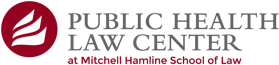 PUBLIC HEALTH
LAW CENTER
at Mitchell Hamline School of Law